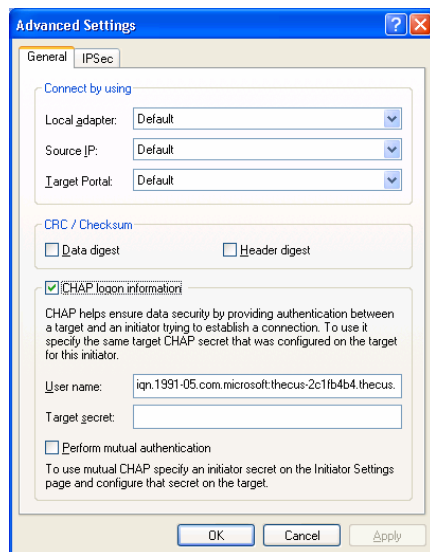 Advanced Settings
General IPSec
Connect by using
Local adapter: Default
Source IP: Default
Target Portal: Default
CRC / Checksum
Data digest Header digest
CHAP logon information
CHAP helps ensure data security by providing authentication between
a target and an initiator trying to establish a connection. To use it
specify the same target CHAP secret that was configured on the target
for this initiator.
User name: iqn.1991-05.com.microsoft:thecus-2c1fb4b4.thecus.
Target secret:
Perform mutual authentication
To use mutual CHAP specify an initiator secret on the Initiator Settings
page and configure that secret on the target.
OK Cancel Apply